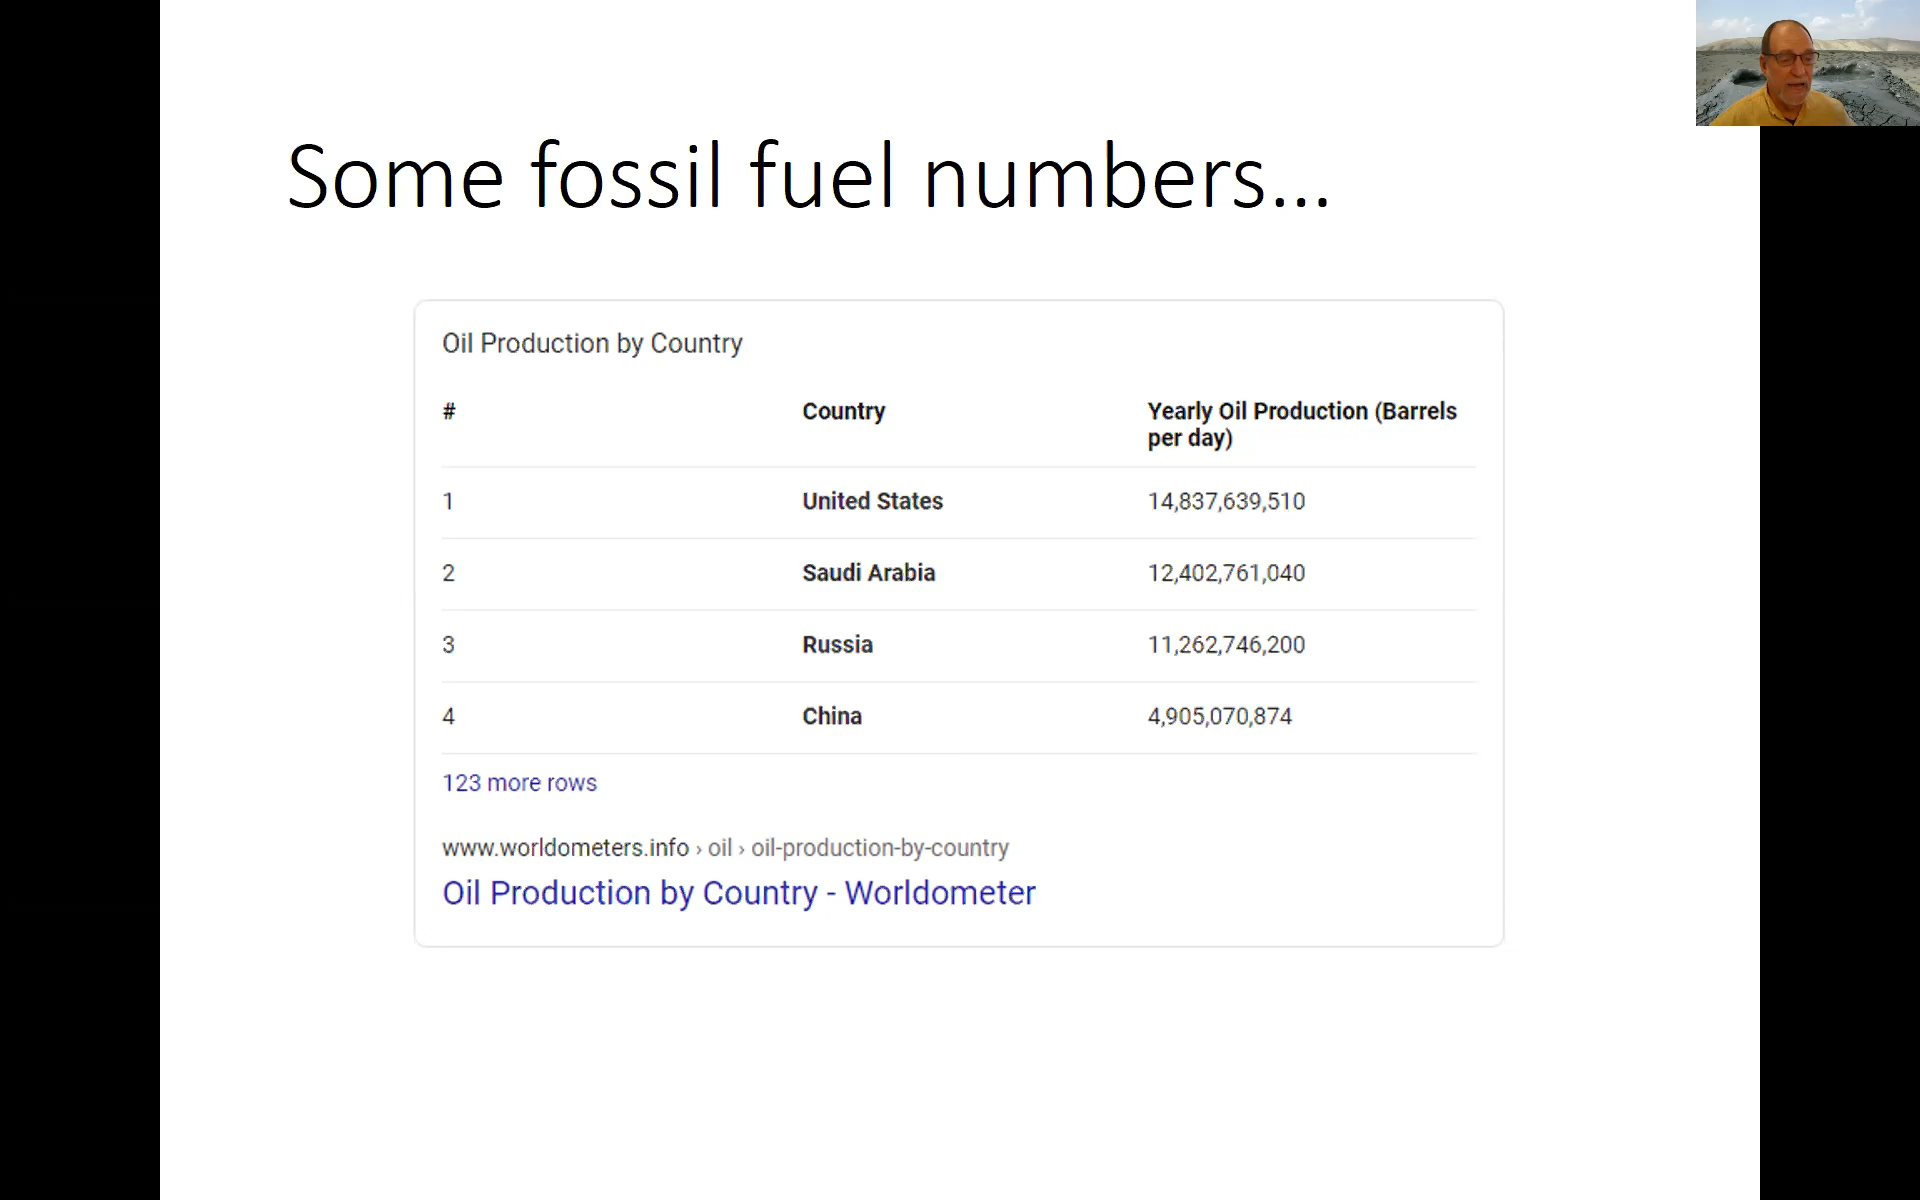 Some fossil fuel numbers...
Oil Production by Country
# Country Yearly Oil Production (Barrels
per day)
1 United States 14,837,639,510
2 Saudi Arabia 12,402,761,040
3 Russia 11,262,746,200
4 China 4,905,070,874
123 more rows
www.worldometers.info › oil › oil-production-by-country
Oil Production by Country - Worldometer